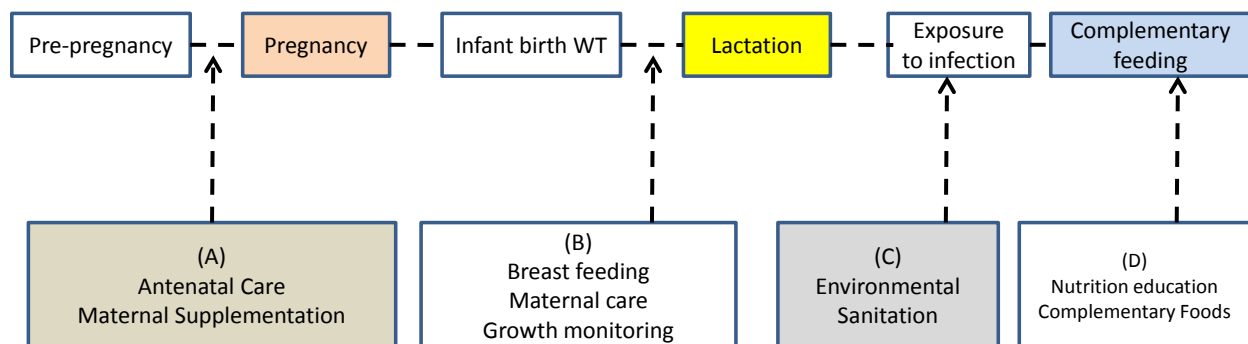 Pre-pregnancy
Pregnancy
Infant birth WT
Lactation
Exposure
to infection
Complementary
feeding
(A)
Antenatal Care
Maternal Supplementation
(B)
Breast feeding
Maternal care
Growth monitoring
(C)
Environmental
Sanitation
(D)
Nutrition education
Complementary Foods